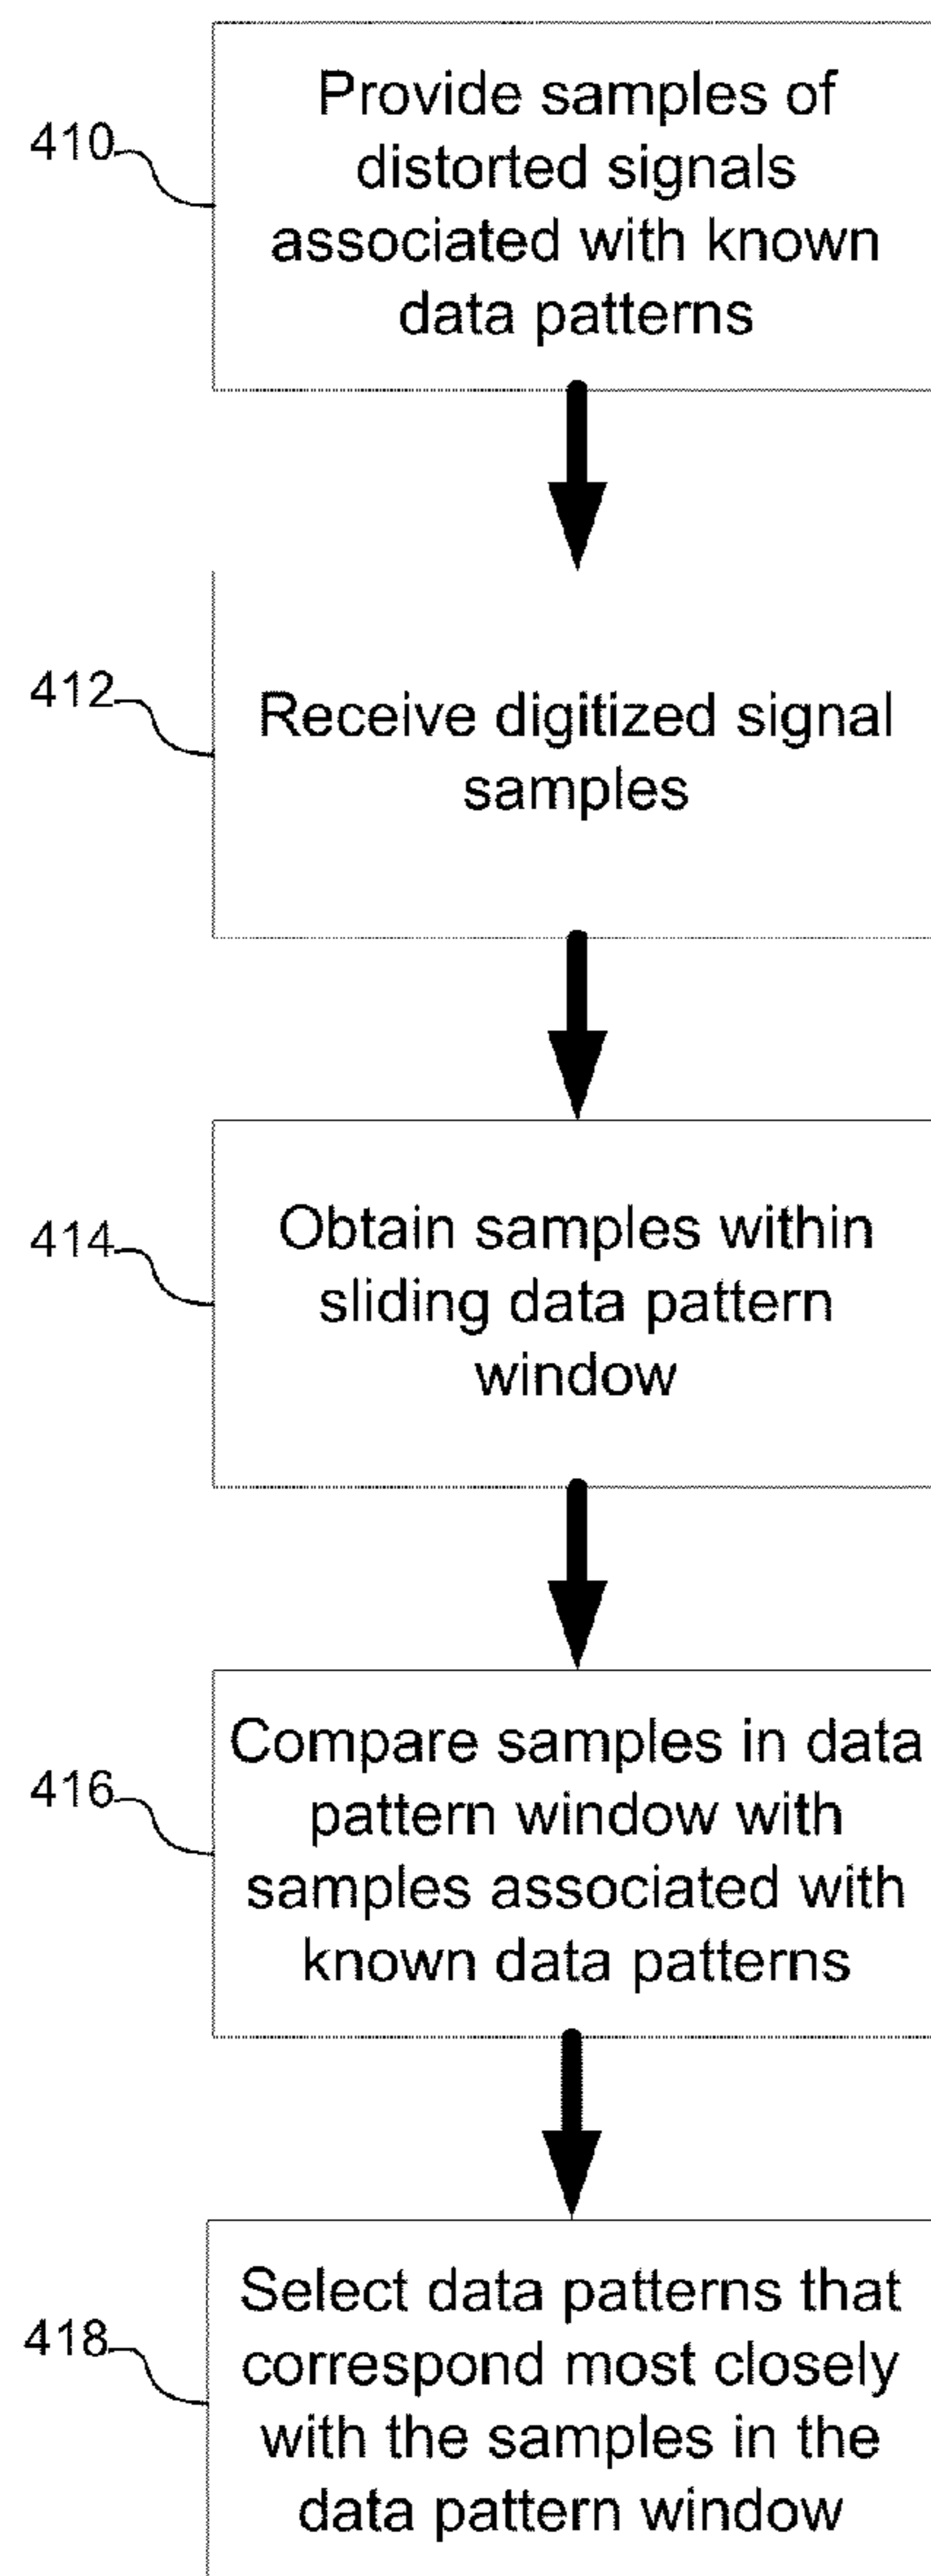 410
Provide samples of
distorted signals
associated with known
data patterns
412
Receive digitized signal
samples
414
Obtain samples within
sliding data pattern
window
416
Compare samples in data
pattern window with
samples associated with
known data patterns
418
Select data patterns that
correspond most closely
with the samples in the
data pattern window